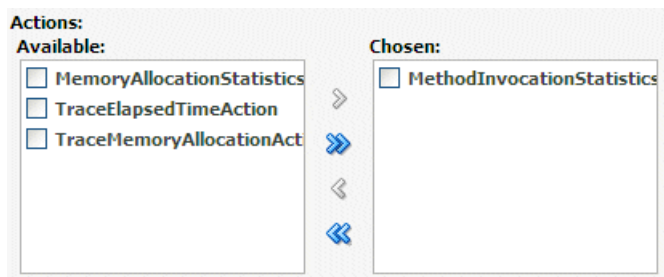 Actions:
Available:
Chosen:
MemoryAllocationStatistics
MethodInvocationStatistics
TraceElapsedTimeAction
TraceMemoryAllocationAct